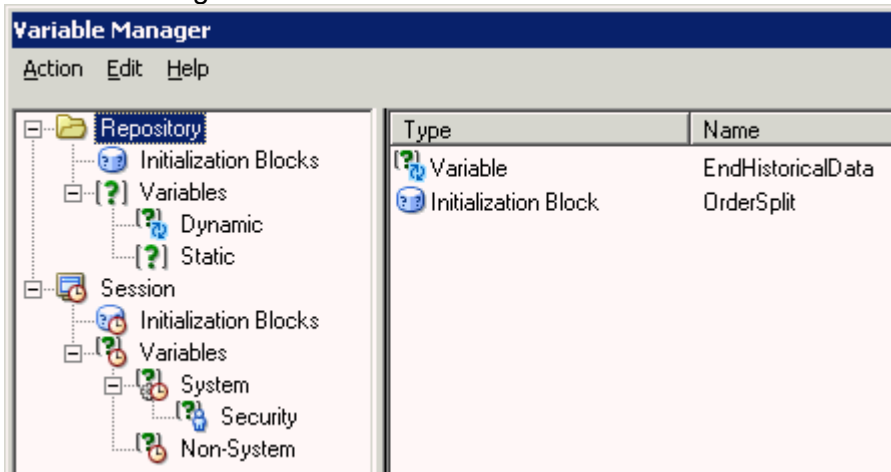 Variable Manager
Action Edit Help
Repository
Initialization Blocks
Variables
Dynamic
Static
Session
Initialization Blocks
Variables
System
Security
Non-System
Type Name
Variable EndHistoricalData
Initialization Block OrderSplit